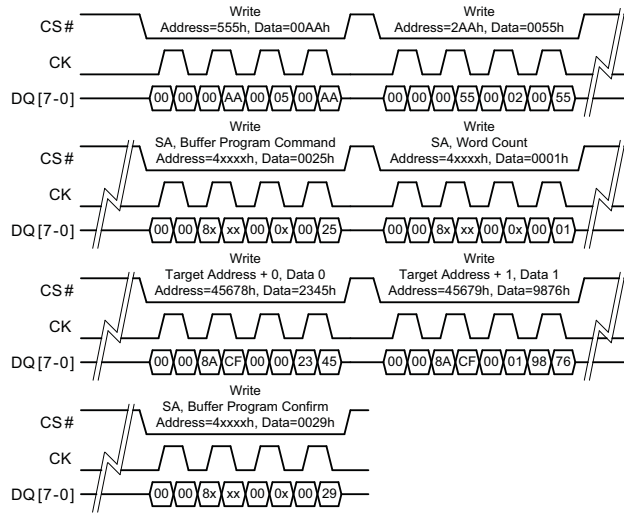 Write Write
Address=555h, Data=00AAh Address=2AAh, Data=0055h
CS#
CK
DQ[7-0] 00 00 00 AA 00 05 00 AA 00 00 00 55 00 02 00 55
Write Write
SA, Buffer Program Command SA, Word Count
Address=4xxxxh, Data=0025h Address=4xxxxh, Data=0001h
CS#
CK
DQ[7-0] 00 00 8x xx 00 0x 00 25 00 00 8x xx 00 0x 00 01
Write Write
Target Address + 0, Data 0 Target Address + 1, Data 1
Address=45678h, Data=2345h Address=45679h, Data=9876h
CS#
CK
DQ[7-0] 00 00 8A CF 00 00 23 45 00 00 8A CF 00 01 98 76
Write
SA, Buffer Program Confirm
Address=4xxxxh, Data=0029h
CS#
CK
DQ[7-0] 00 00 8x xx 00 0x 00 29